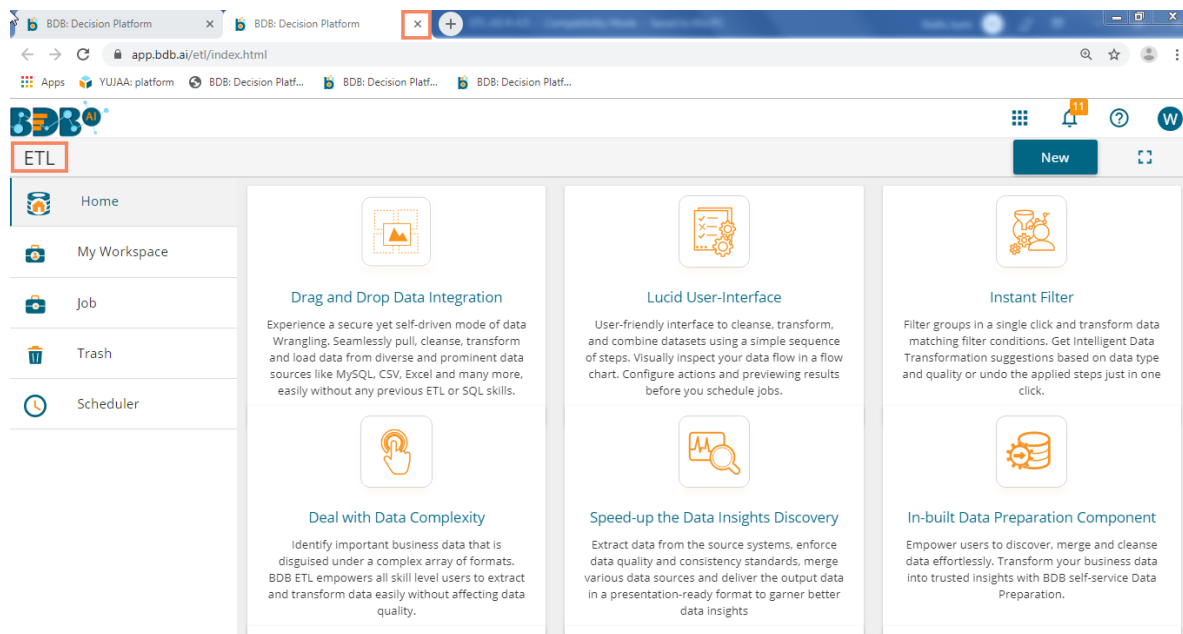 BDB: Decision Platform
BDB: Decision Platform
app.bdb.ai/etl/index.html
Apps YUJAA: platform BDB: Decision Platf... BDB: Decision Platf... BDB: Decision Platf...
BDB AI
11
W
ETL
New
Home
My Workspace
Job
Trash
Scheduler
Drag and Drop Data Integration
Experience a secure yet self-driven mode of data
Wrangling. Seamlessly pull, cleanse, transform
and load data from diverse and prominent data
sources like MySQL, CSV, Excel and many more,
easily without any previous ETL or SQL skills.
Lucid User-Interface
User-friendly interface to cleanse, transform,
and combine datasets using a simple sequence
of steps. Visually inspect your data flow in a flow
chart. Configure actions and previewing results
before you schedule jobs.
Instant Filter
Filter groups in a single click and transform data
matching filter conditions. Get Intelligent Data
Transformation suggestions based on data type
and quality or undo the applied steps just in one
click.
Deal with Data Complexity
Identify important business data that is
disguised under a complex array of formats.
BDB ETL empowers all skill level users to extract
and transform data easily without affecting data
quality.
Speed-up the Data Insights Discovery
Extract data from the source systems, enforce
data quality and consistency standards, merge
various data sources and deliver the output data
in a presentation-ready format to garner better
data insights
In-built Data Preparation Component
Empower users to discover, merge and cleanse
data effortlessly. Transform your business data
into trusted insights with BDB self-service Data
Preparation.